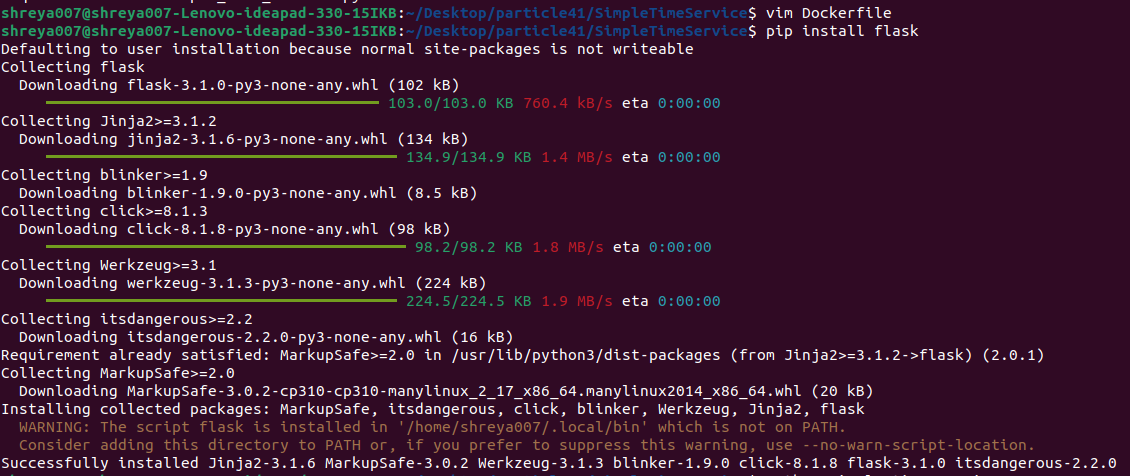 shreya007@shreya007-Lenovo-ideapad-330-15IKB:~/Desktop/particle41/SimpleTimeService$ vim Dockerfile
shreya007@shreya007-Lenovo-ideapad-330-15IKB:~/Desktop/particle41/SimpleTimeService$ pip install flask
Defaulting to user installation because normal site-packages is not writeable
Collecting flask
  Downloading flask-3.1.0-py3-none-any.whl (102 kB)
     103.0/103.0 KB 760.4 kB/s eta 0:00:00
Collecting Jinja2>=3.1.2
  Downloading jinja2-3.1.6-py3-none-any.whl (134 kB)
     134.9/134.9 KB 1.4 MB/s eta 0:00:00
Collecting blinker>=1.9
  Downloading blinker-1.9.0-py3-none-any.whl (8.5 kB)
Collecting click>=8.1.3
  Downloading click-8.1.8-py3-none-any.whl (98 kB)
     98.2/98.2 KB 1.8 MB/s eta 0:00:00
Collecting Werkzeug>=3.1
  Downloading werkzeug-3.1.3-py3-none-any.whl (224 kB)
     224.5/224.5 KB 1.9 MB/s eta 0:00:00
Collecting itsdangerous>=2.2
  Downloading itsdangerous-2.2.0-py3-none-any.whl (16 kB)
Requirement already satisfied: MarkupSafe>=2.0 in /usr/lib/python3/dist-packages (from Jinja2>=3.1.2->flask) (2.0.1)
Collecting MarkupSafe>=2.0
  Downloading MarkupSafe-3.0.2-cp310-cp310-manylinux_2_17_x86_64.manylinux2014_x86_64.whl (20 kB)
Installing collected packages: MarkupSafe, itsdangerous, click, blinker, Werkzeug, Jinja2, flask
  WARNING: The script flask is installed in '/home/shreya007/.local/bin' which is not on PATH.
  Consider adding this directory to PATH or, if you prefer to suppress this warning, use --no-warn-script-location.
Successfully installed Jinja2-3.1.6 MarkupSafe-3.0.2 Werkzeug-3.1.3 blinker-1.9.0 click-8.1.8 flask-3.1.0 itsdangerous-2.2.0